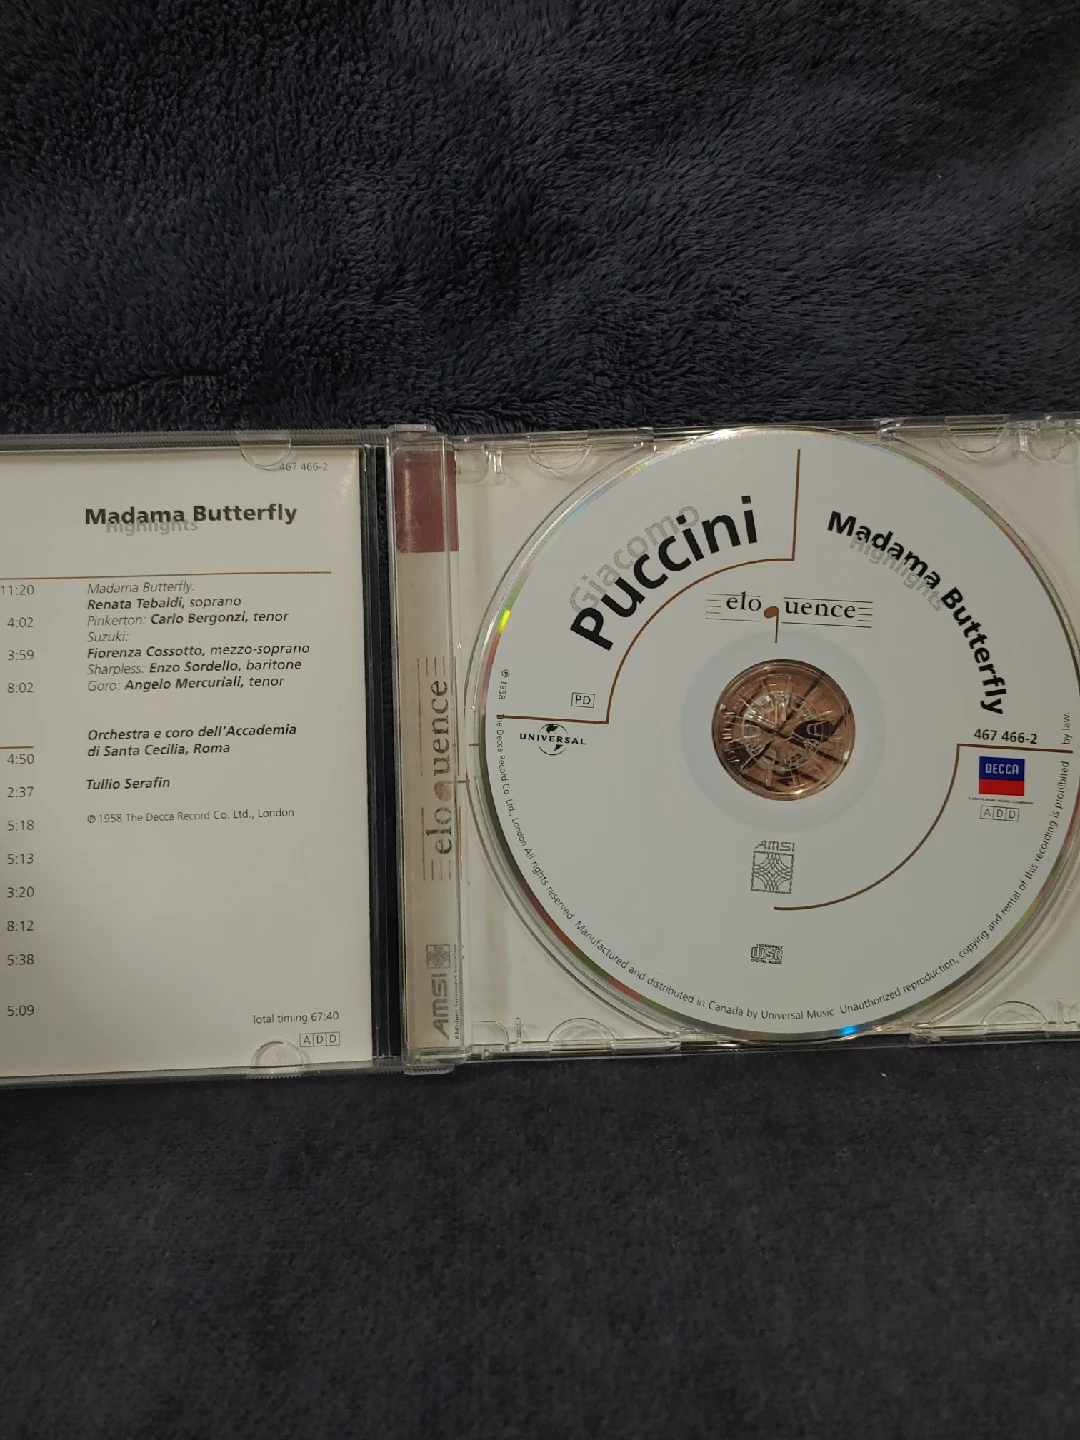 467 466-2
Madama Butterfly
Highlights
11:20
4:02
3:59
8:02
4:50
2:37
5:18
5:13
3:20
8:12
5:38
5:09
Madama Butterfly:
Renata Tebaldi, soprano
Pinkerton: Carlo Bergonzi, tenor
Suzuki:
Fiorenza Cossotto, mezzo-soprano
Sharpless: Enzo Sordello, baritone
Goro: Angelo Mercuriali, tenor
Orchestra e coro dell'Accademia
di Santa Cecilia, Roma
Tullio Serafin
℗ 1958 The Decca Record Co. Ltd., London
Total timing 67:40
ADD
eloquence
AMSI
Giacomo
Puccini
Madama Butterfly
Highlights
eloquence
PD
UNIVERSAL
467 466-2
DECCA
ADD
AMSI
COMPACT
disc
DIGITAL AUDIO
℗ 1958 The Decca Record Co. Ltd., London All rights reserved. Manufactured and distributed in Canada by Universal Music. Unauthorized reproduction, copying and rental of this recording is prohibited by law.